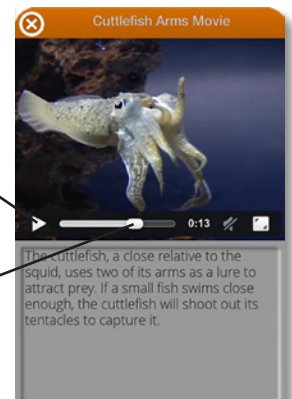 Cuttlefish Arms Movie
0:13
The cuttlefish, a close relative to the
squid, uses two of its arms as a lure to
attract prey. If a small fish swims close
enough, the cuttlefish will shoot out its
tentacles to capture it.